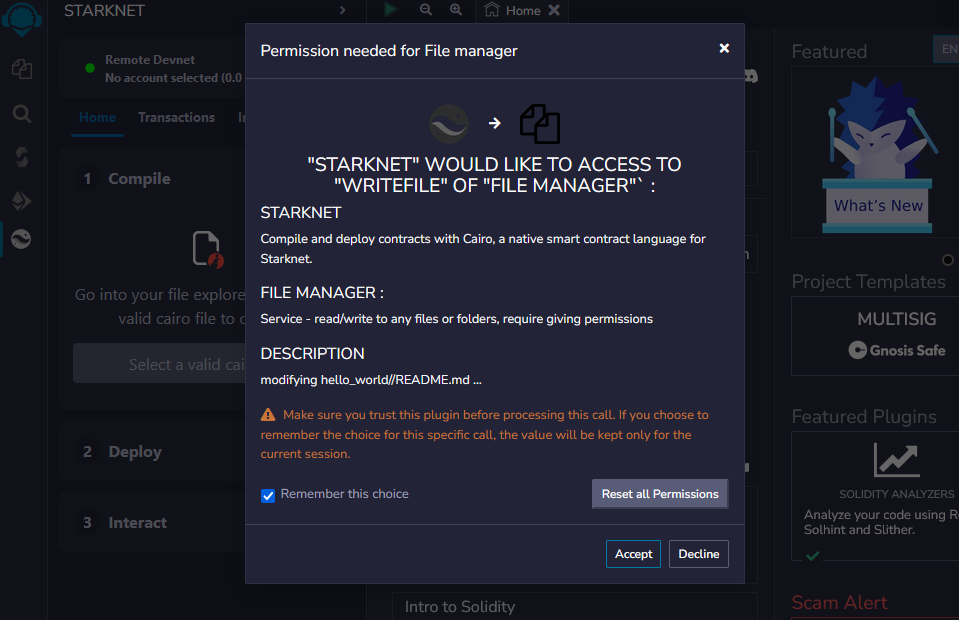 STARKNET
Home
Remote Devnet
No account selected (0.0
Home
Transactions
1 Compile
Go into your file explore
valid cairo file to c
Select a valid cai
2 Deploy
3 Interact
Permission needed for File manager
"STARKNET" WOULD LIKE TO ACCESS TO
"WRITEFILE" OF "FILE MANAGER"` :
STARKNET
Compile and deploy contracts with Cairo, a native smart contract language for
Starknet.
FILE MANAGER :
Service - read/write to any files or folders, require giving permissions
DESCRIPTION
modifying hello_world//README.md ...
Make sure you trust this plugin before processing this call. If you choose to
remember the choice for this specific call, the value will be kept only for the
current session.
Remember this choice
Reset all Permissions
Accept
Decline
Intro to Solidity
Featured
EN
What's New
Project Templates
MULTISIG
Gnosis Safe
Featured Plugins
SOLIDITY ANALYZERS
Analyze your code using R
Solhint and Slither.
Scam Alert